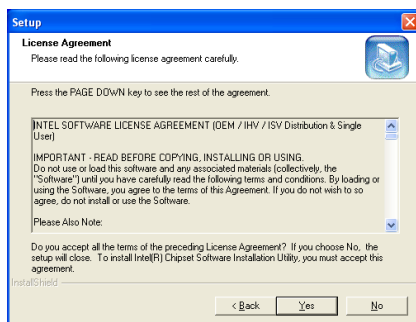 Setup
License Agreement
Please read the following license agreement carefully.
Press the PAGE DOWN key to see the rest of the agreement.
INTEL SOFTWARE LICENSE AGREEMENT (OEM / IHV / ISV Distribution & Single
User)
IMPORTANT - READ BEFORE COPYING, INSTALLING OR USING.
Do not use or load this software and any associated materials (collectively, the
"Software") until you have carefully read the following terms and conditions. By loading or
using the Software, you agree to the terms of this Agreement. If you do not wish to so
agree, do not install or use the Software.
Please Also Note:
Do you accept all the terms of the preceding License Agreement? If you choose No, the
setup will close. To install Intel(R) Chipset Software Installation Utility, you must accept this
agreement.
InstallShield
< Back Yes No